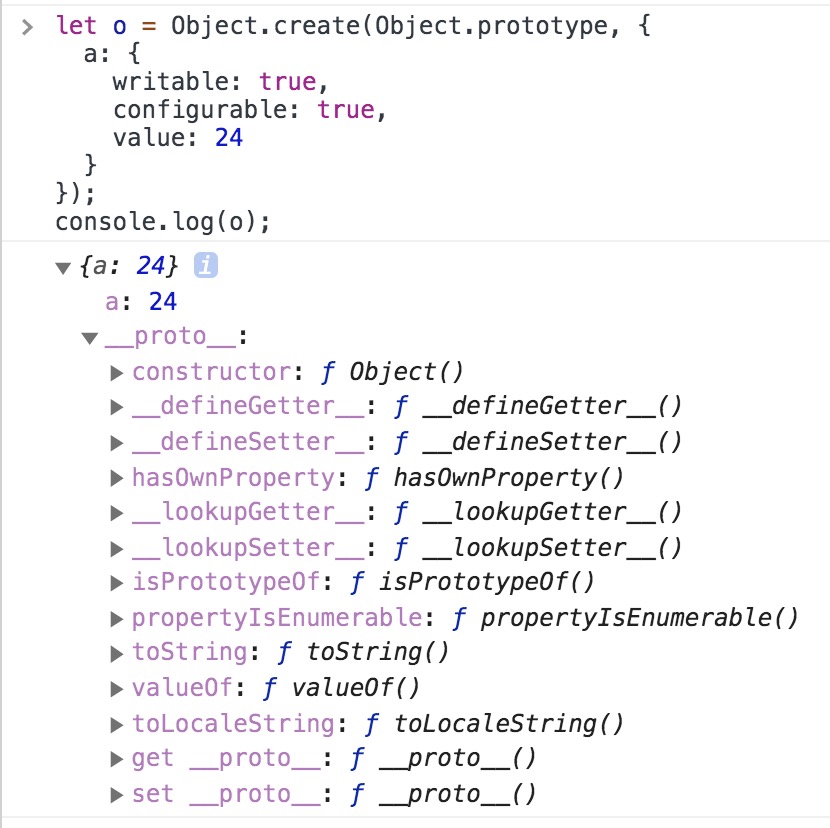 > let o = Object.create(Object.prototype, {
a: {
writable: true,
configurable: true,
value: 24
}
});
console.log(o);
▼ {a: 24} i
a: 24
▼ __proto__:
▶ constructor: ƒ Object()
▶ __defineGetter__: ƒ __defineGetter__()
▶ __defineSetter__: ƒ __defineSetter__()
▶ hasOwnProperty: ƒ hasOwnProperty()
▶ __lookupGetter__: ƒ __lookupGetter__()
▶ __lookupSetter__: ƒ __lookupSetter__()
▶ isPrototypeOf: ƒ isPrototypeOf()
▶ propertyIsEnumerable: ƒ propertyIsEnumerable()
▶ toString: ƒ toString()
▶ valueOf: ƒ valueOf()
▶ toLocaleString: ƒ toLocaleString()
▶ get __proto__: ƒ __proto__()
▶ set __proto__: ƒ __proto__()